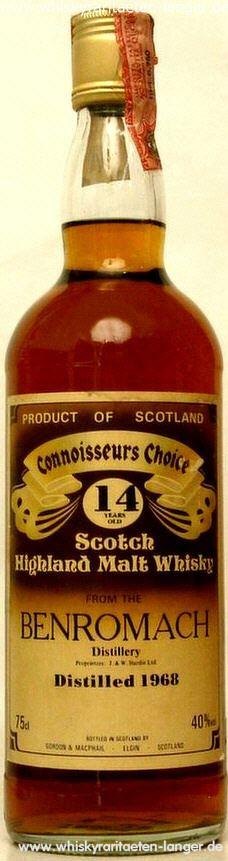 www.whiskyraritaeten-langer.de
PRODUCT OF SCOTLAND
Connoisseurs Choice
14
YEARS
OLD
Scotch
Highland Malt Whisky
FROM THE
BENROMACH
Distillery
Proprietors: J. & W. Hardie Ltd.
Distilled 1968
75cl 40%vol
BOTTLED IN SCOTLAND BY
GORDON & MACPHAIL · ELGIN · SCOTLAND
www.whiskyraritaeten-langer.de